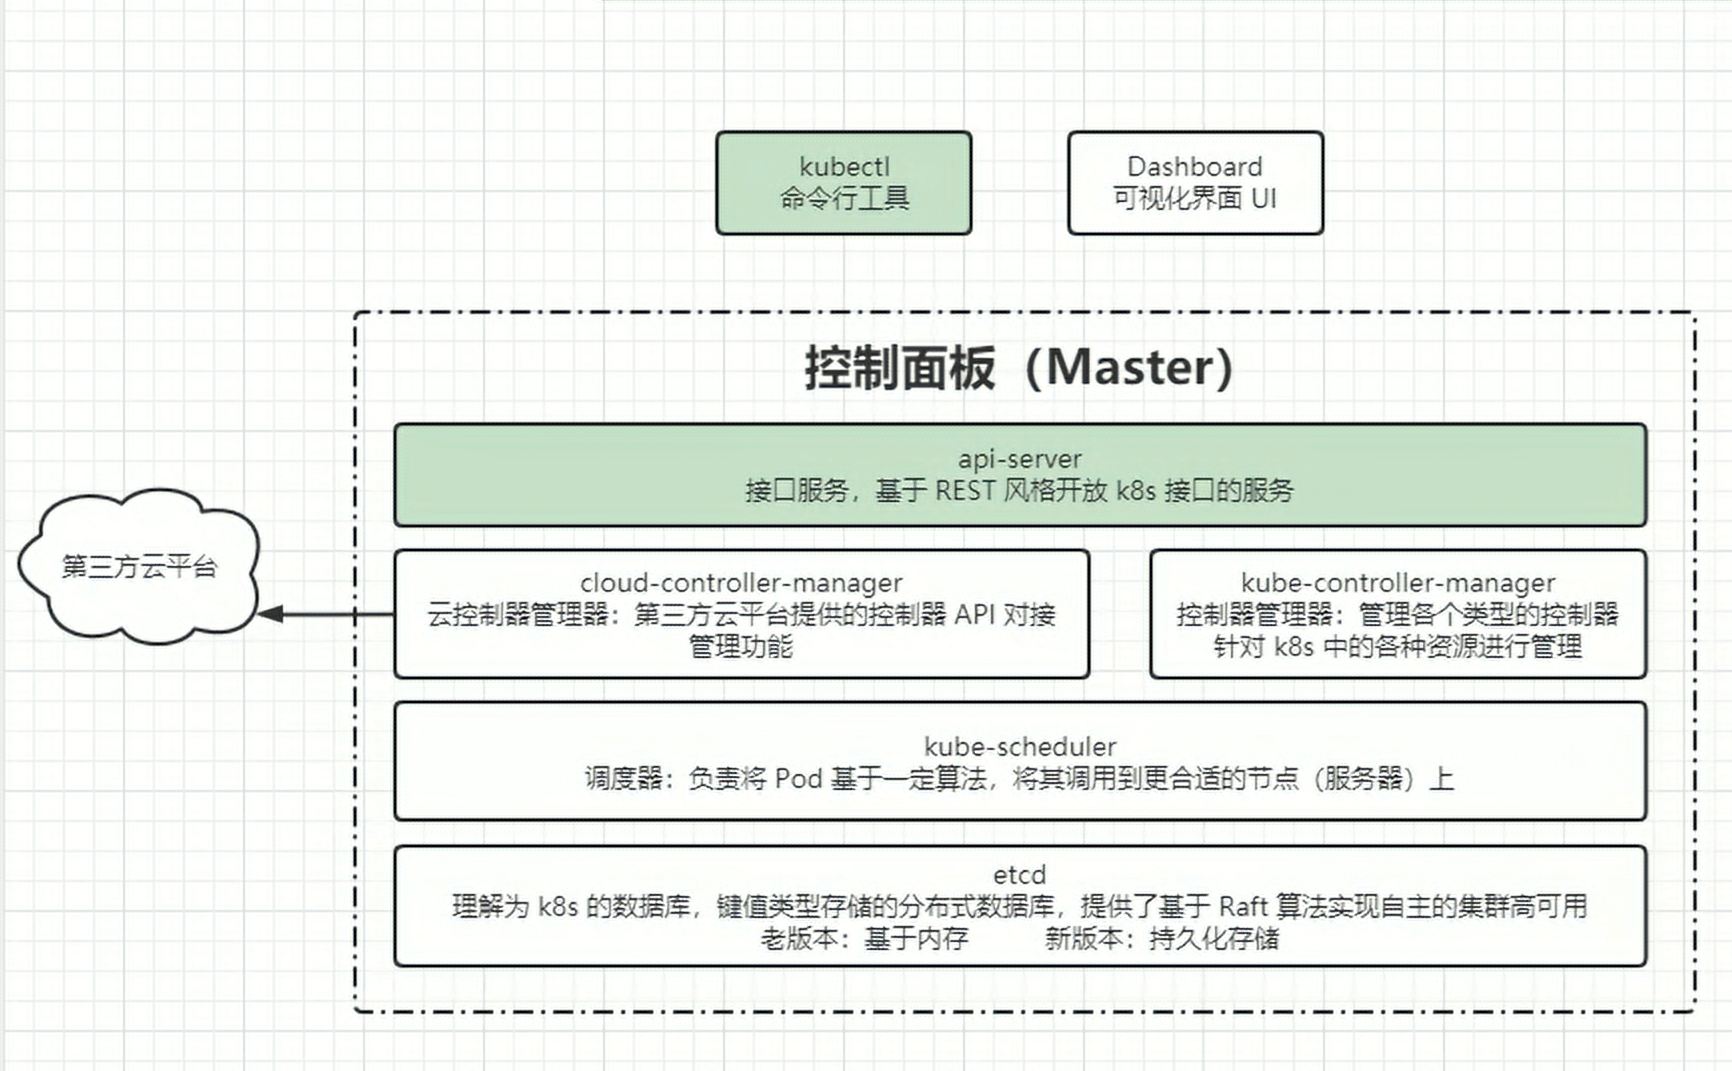 kubectl
命令行工具
Dashboard
可视化界面 UI
控制面板（Master）
api-server
接口服务，基于 REST 风格开放 k8s 接口的服务
第三方云平台
cloud-controller-manager
云控制器管理器：第三方云平台提供的控制器 API 对接
管理功能
kube-controller-manager
控制器管理器：管理各个类型的控制器
针对 k8s 中的各种资源进行管理
kube-scheduler
调度器：负责将 Pod 基于一定算法，将其调用到更合适的节点（服务器）上
etcd
理解为 k8s 的数据库，键值类型存储的分布式数据库，提供了基于 Raft 算法实现自主的集群高可用
老版本：基于内存 新版本：持久化存储